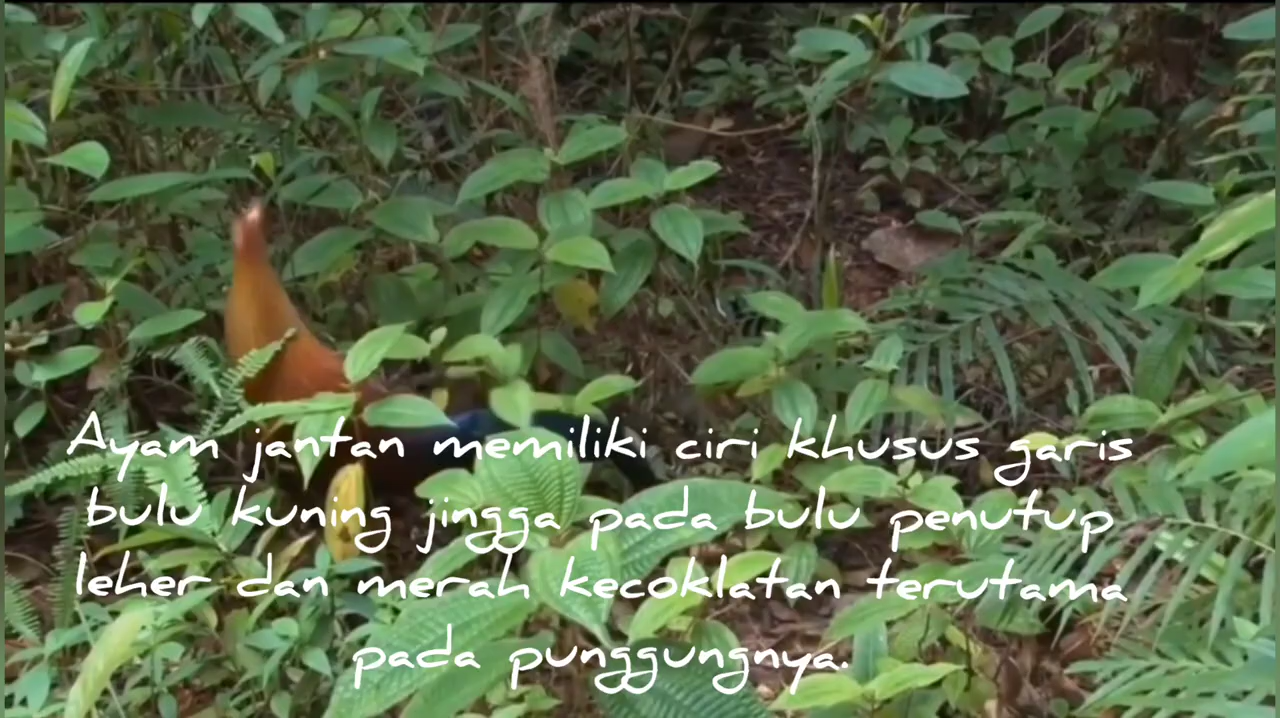 Ayam jantan memiliki ciri khusus garis
bulu kuning jingga pada bulu penutup
leher dan merah kecoklatan terutama
pada punggungnya.